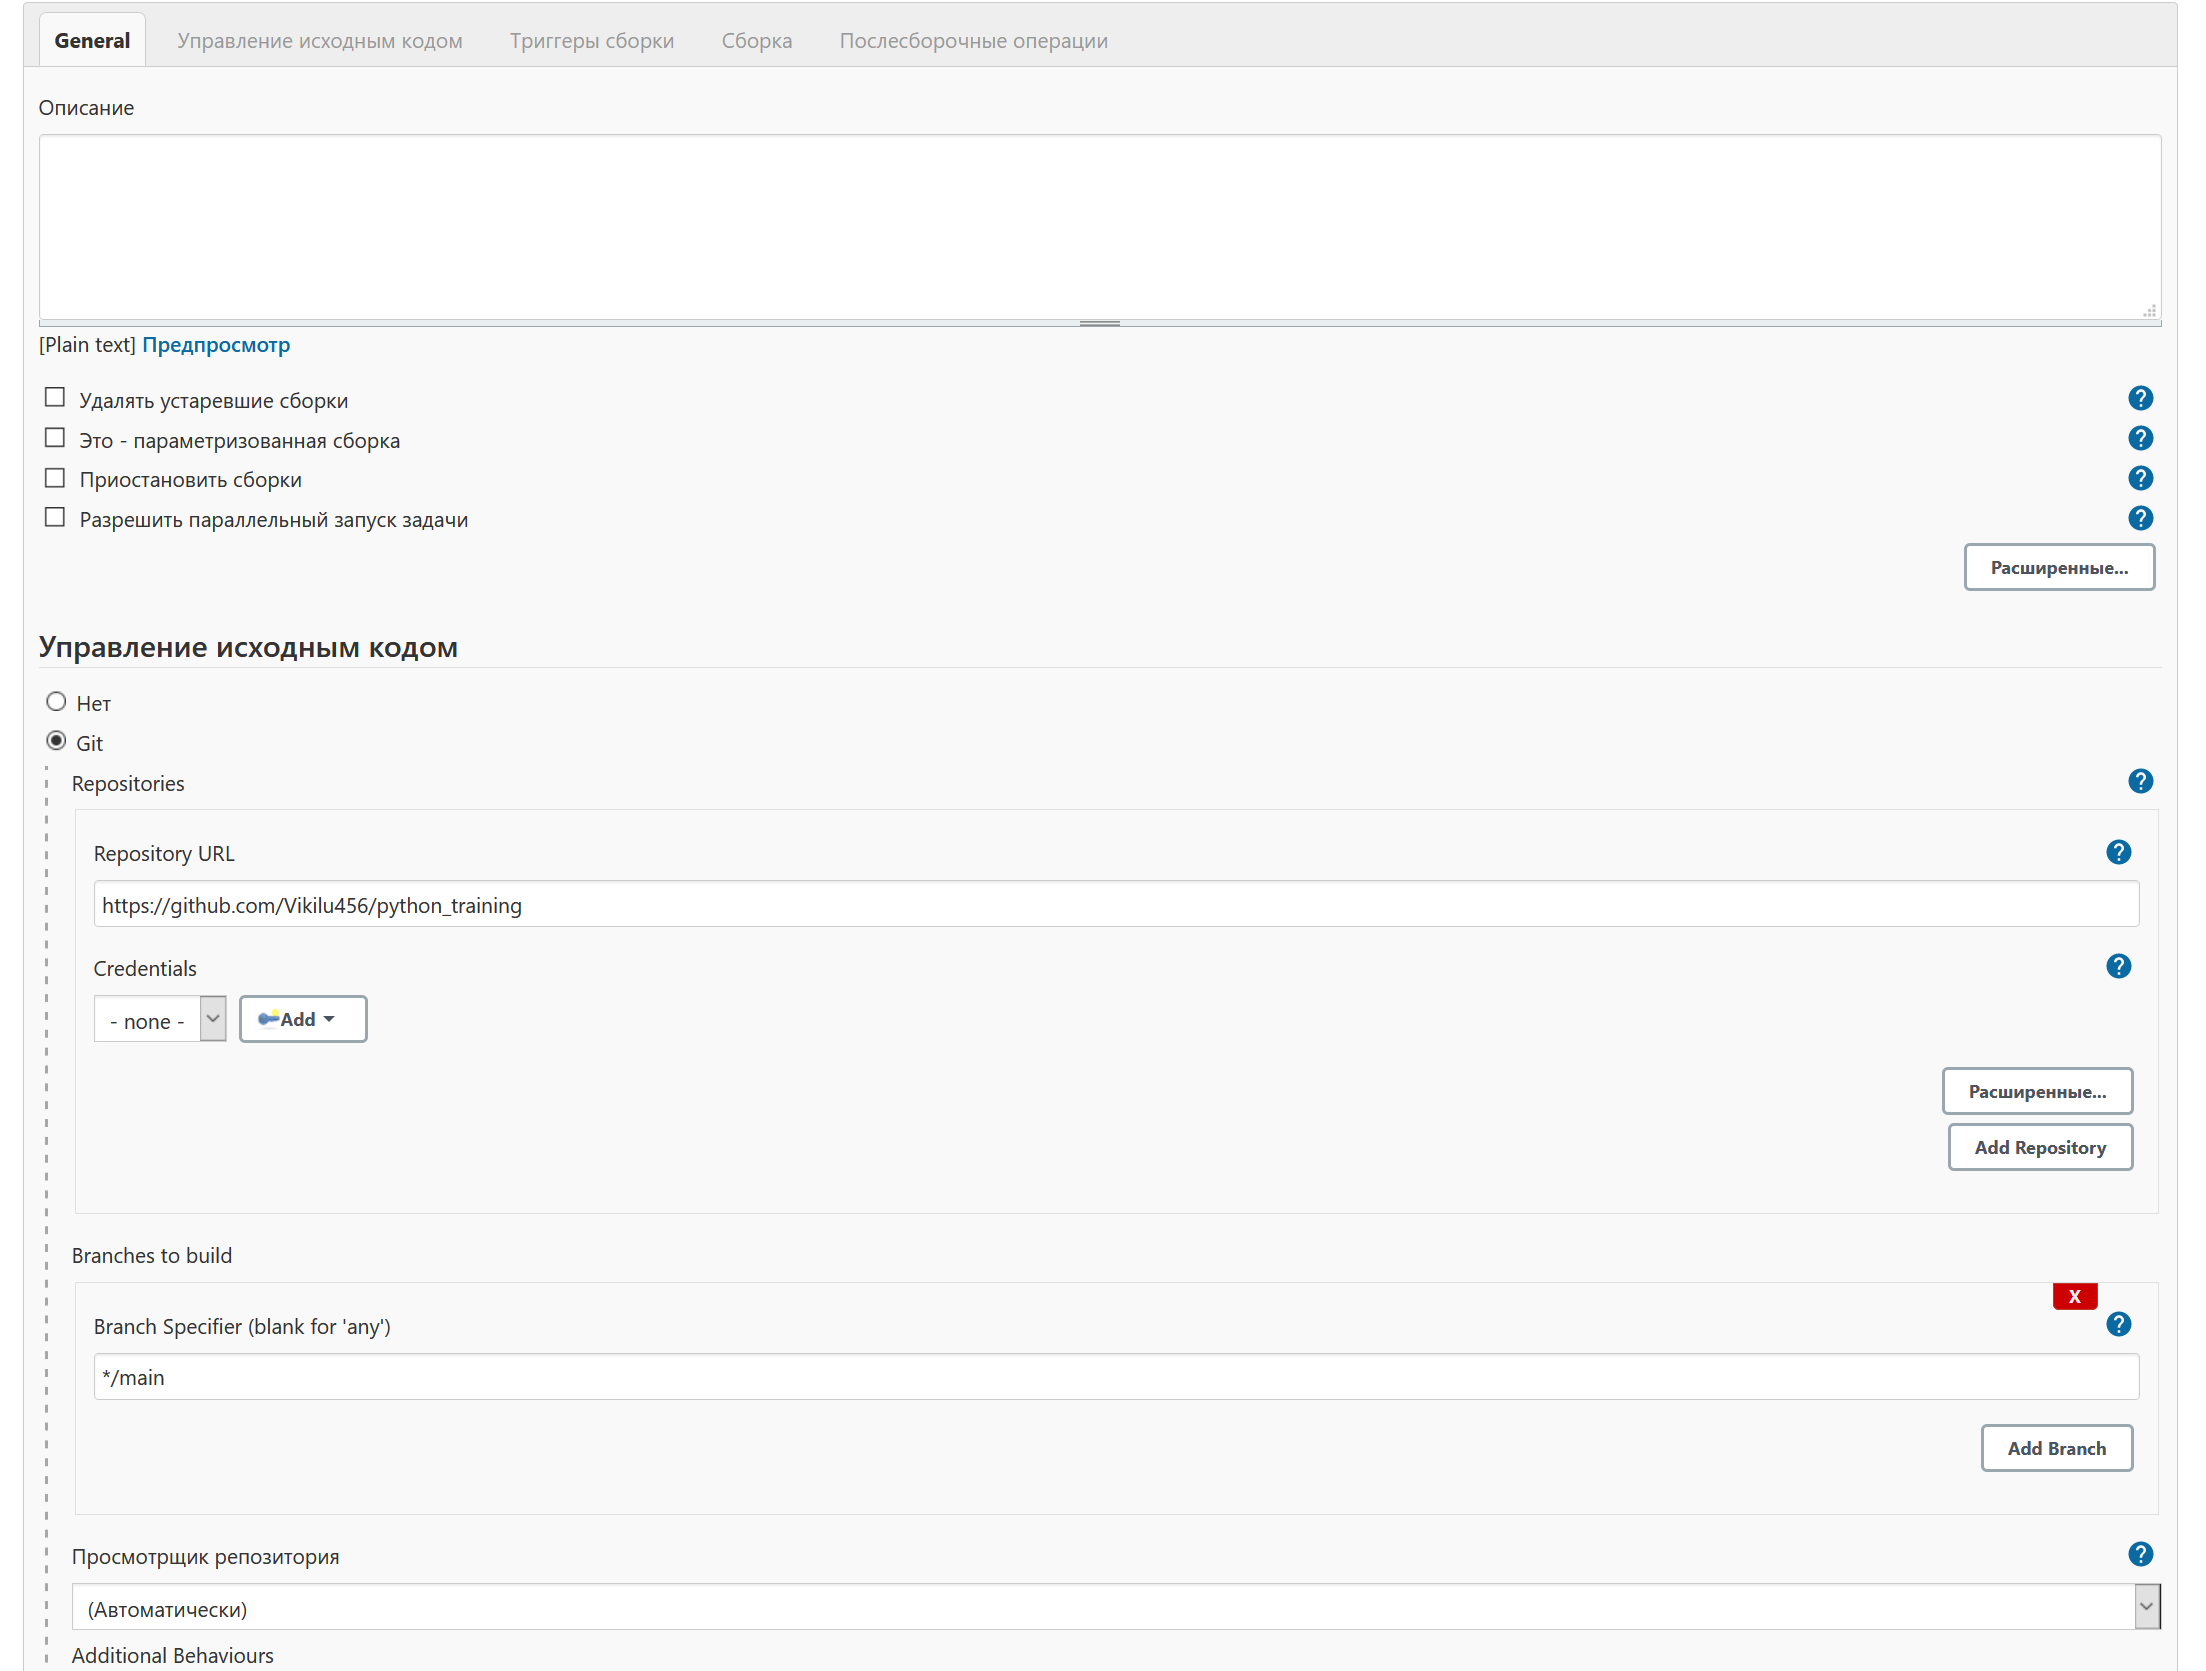 General Управление исходным кодом Триггеры сборки Сборка Послесборочные операции
Описание
[Plain text] Предпросмотр
Удалять устаревшие сборки ?
Это - параметризованная сборка ?
Приостановить сборки ?
Разрешить параллельный запуск задачи ?
Расширенные...
Управление исходным кодом
Нет
Git
Repositories ?
Repository URL ?
https://github.com/Vikilu456/python_training
Credentials ?
- none - Add
Расширенные...
Add Repository
Branches to build
X
Branch Specifier (blank for 'any') ?
*/main
Add Branch
Просмотрщик репозитория ?
(Автоматически)
Additional Behaviours